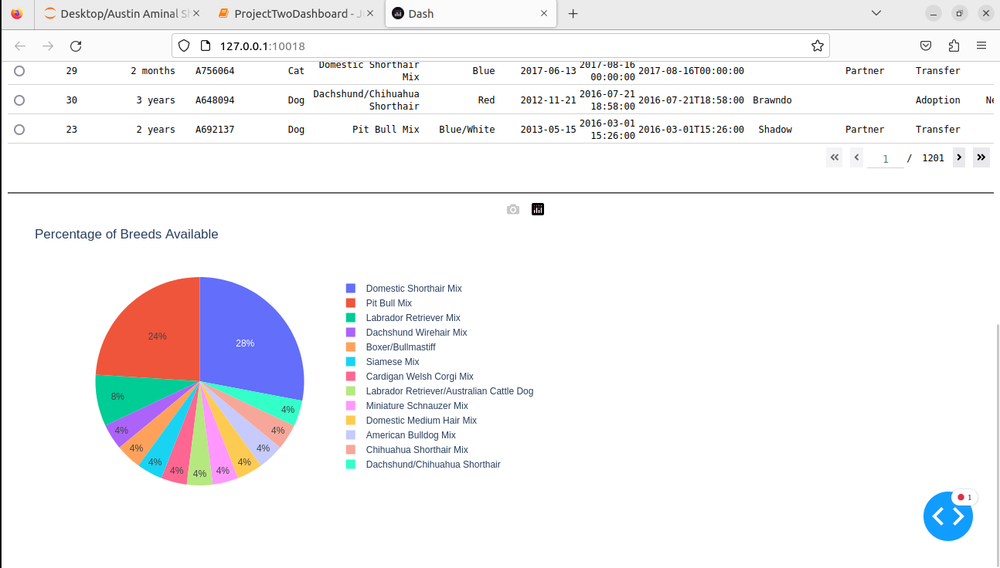 Desktop/Austin Aminal S
ProjectTwoDashboard - J
Dash
127.0.0.1:10018
29 2 months A756064 Cat Domestic Shorthair Mix Blue 2017-06-13 2017-08-16 00:00:00 2017-08-16T00:00:00 Partner Transfer
30 3 years A648094 Dog Dachshund/Chihuahua Shorthair Red 2012-11-21 2016-07-21 18:58:00 2016-07-21T18:58:00 Brawndo Adoption Ne
23 2 years A692137 Dog Pit Bull Mix Blue/White 2013-05-15 2016-03-01 15:26:00 2016-03-01T15:26:00 Shadow Partner Transfer
1 / 1201
Percentage of Breeds Available
28%
24%
8%
4%
4%
4%
4%
4%
4%
4%
4%
4%
4%
Domestic Shorthair Mix
Pit Bull Mix
Labrador Retriever Mix
Dachshund Wirehair Mix
Boxer/Bullmastiff
Siamese Mix
Cardigan Welsh Corgi Mix
Labrador Retriever/Australian Cattle Dog
Miniature Schnauzer Mix
Domestic Medium Hair Mix
American Bulldog Mix
Chihuahua Shorthair Mix
Dachshund/Chihuahua Shorthair
1